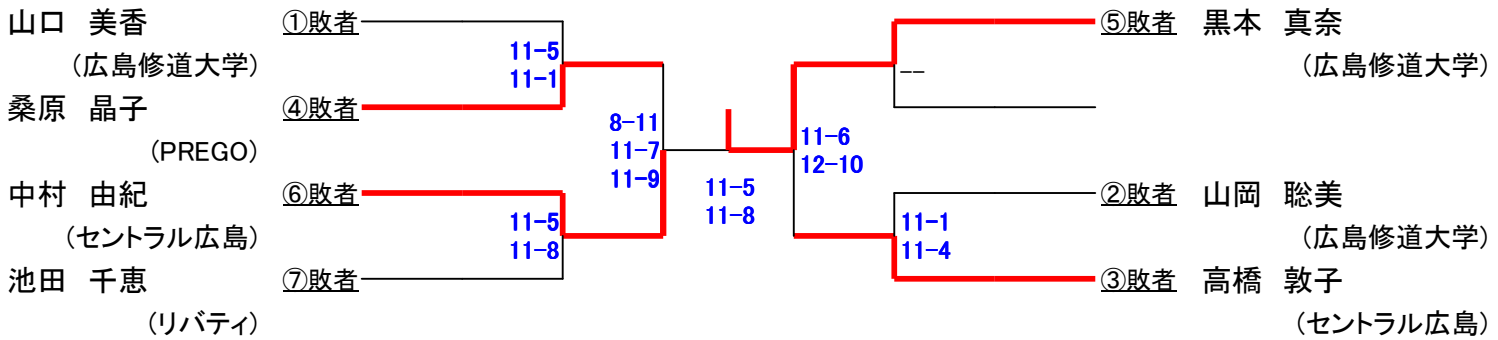 山口　美香　①敗者
(広島修道大学)
11-5
11-1
桑原　晶子　④敗者
(PREGO)
8-11
11-7
11-9
中村　由紀　⑥敗者
(セントラル広島)
11-5
11-8
池田　千恵　⑦敗者
(リバティ)
11-5
11-8
⑤敗者　黒本　真奈
(広島修道大学)
--
11-6
12-10
②敗者　山岡　聡美
(広島修道大学)
11-1
11-4
③敗者　高橋　敦子
(セントラル広島)